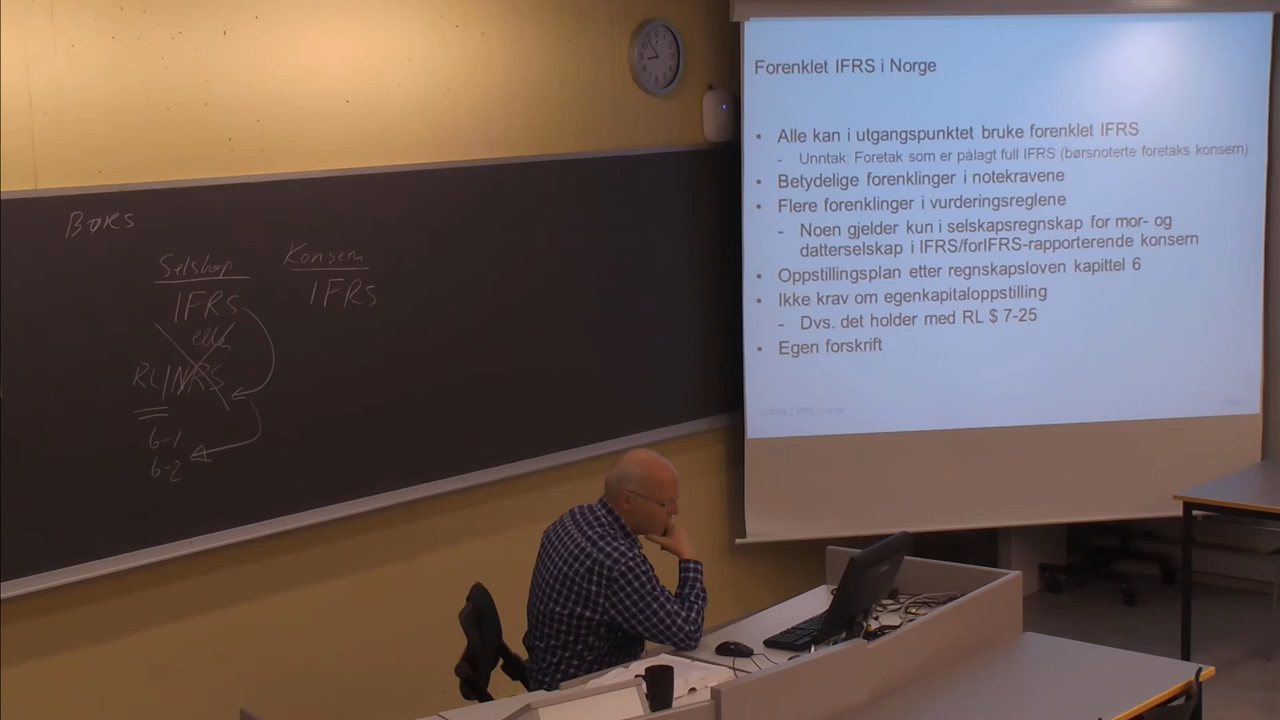 BØRS
Selskap Konsern
IFRS IFRS
eller
RL/NRS
6-1
6-2
Forenklet IFRS i Norge
• Alle kan i utgangspunktet bruke forenklet IFRS
- Unntak: Foretak som er pålagt full IFRS (børsnoterte foretaks konsern)
• Betydelige forenklinger i notekravene
• Flere forenklinger i vurderingsreglene
- Noen gjelder kun i selskapsregnskap for mor- og
datterselskap i IFRS/forIFRS-rapporterende konsern
• Oppstillingsplan etter regnskapsloven kapittel 6
• Ikke krav om egenkapitaloppstilling
- Dvs. det holder med RL $ 7-25
• Egen forskrift